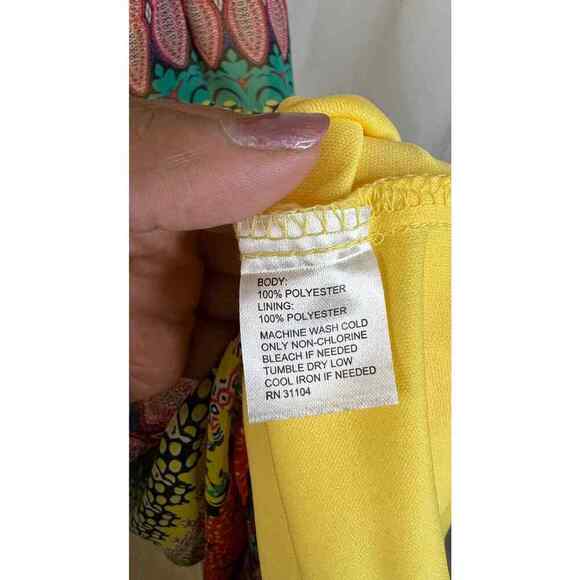 BODY:
100% POLYESTER
LINING:
100% POLYESTER
MACHINE WASH COLD
ONLY NON-CHLORINE
BLEACH IF NEEDED
TUMBLE DRY LOW
COOL IRON IF NEEDED
RN 31104